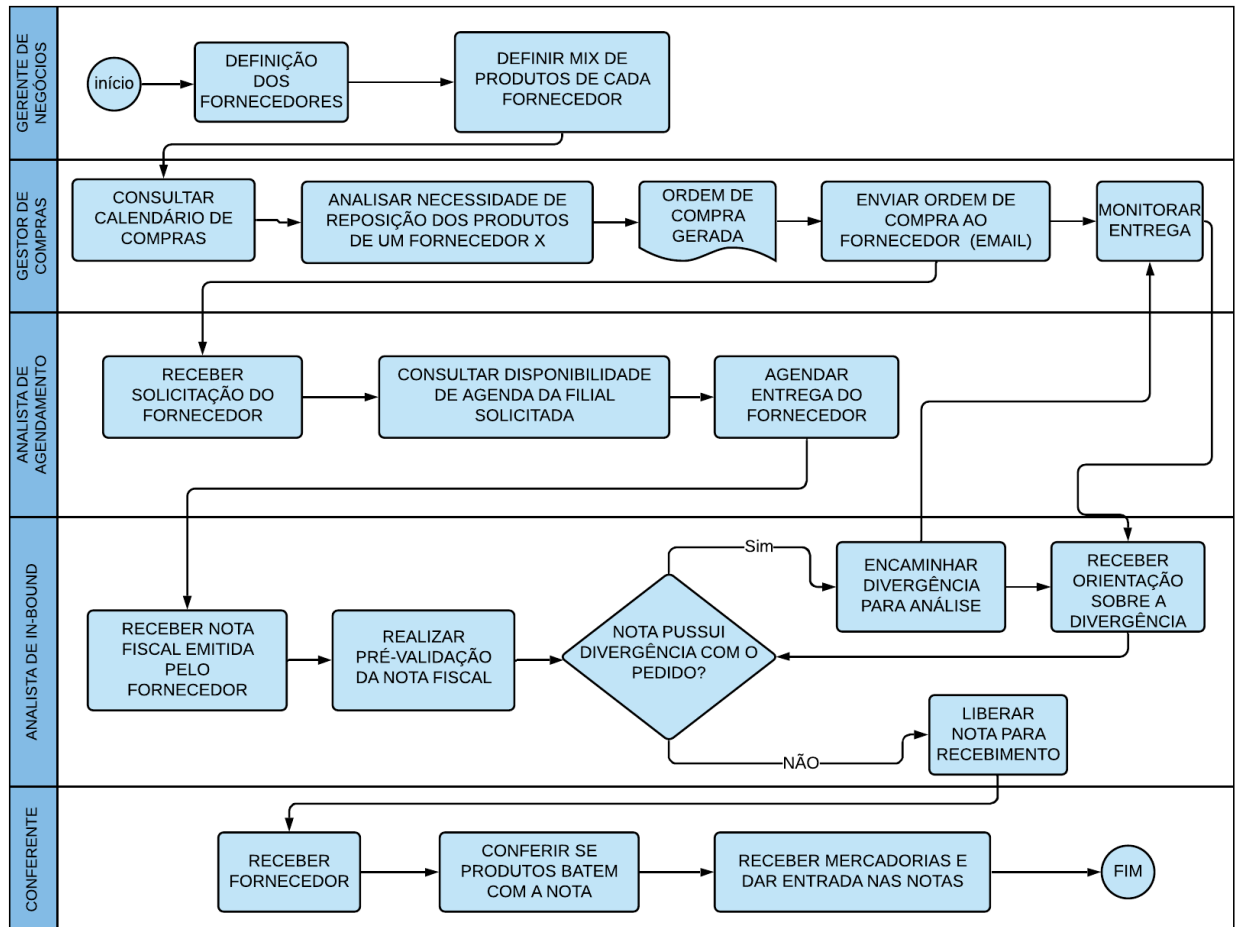 GERENTE DE
NEGÓCIOS
início
DEFINIÇÃO
DOS
FORNECEDORES
DEFINIR MIX DE
PRODUTOS DE CADA
FORNECEDOR
GESTOR DE
COMPRAS
CONSULTAR
CALENDÁRIO DE
COMPRAS
ANALISAR NECESSIDADE DE
REPOSIÇÃO DOS PRODUTOS
DE UM FORNECEDOR X
ORDEM DE
COMPRA
GERADA
ENVIAR ORDEM DE
COMPRA AO
FORNECEDOR (EMAIL)
MONITORAR
ENTREGA
ANALISTA DE
AGENDAMENTO
RECEBER
SOLICITAÇÃO DO
FORNECEDOR
CONSULTAR DISPONIBILIDADE
DE AGENDA DA FILIAL
SOLICITADA
AGENDAR
ENTREGA DO
FORNECEDOR
ANALISTA DE IN-BOUND
RECEBER NOTA
FISCAL EMITIDA
PELO
FORNECEDOR
REALIZAR
PRÉ-VALIDAÇÃO
DA NOTA FISCAL
NOTA PUSSUI
DIVERGÊNCIA COM O
PEDIDO?
Sim
ENCAMINHAR
DIVERGÊNCIA
PARA ANÁLISE
RECEBER
ORIENTAÇÃO
SOBRE A
DIVERGÊNCIA
NÃO
LIBERAR
NOTA PARA
RECEBIMENTO
CONFERENTE
RECEBER
FORNECEDOR
CONFERIR SE
PRODUTOS BATEM
COM A NOTA
RECEBER MERCADORIAS E
DAR ENTRADA NAS NOTAS
FIM